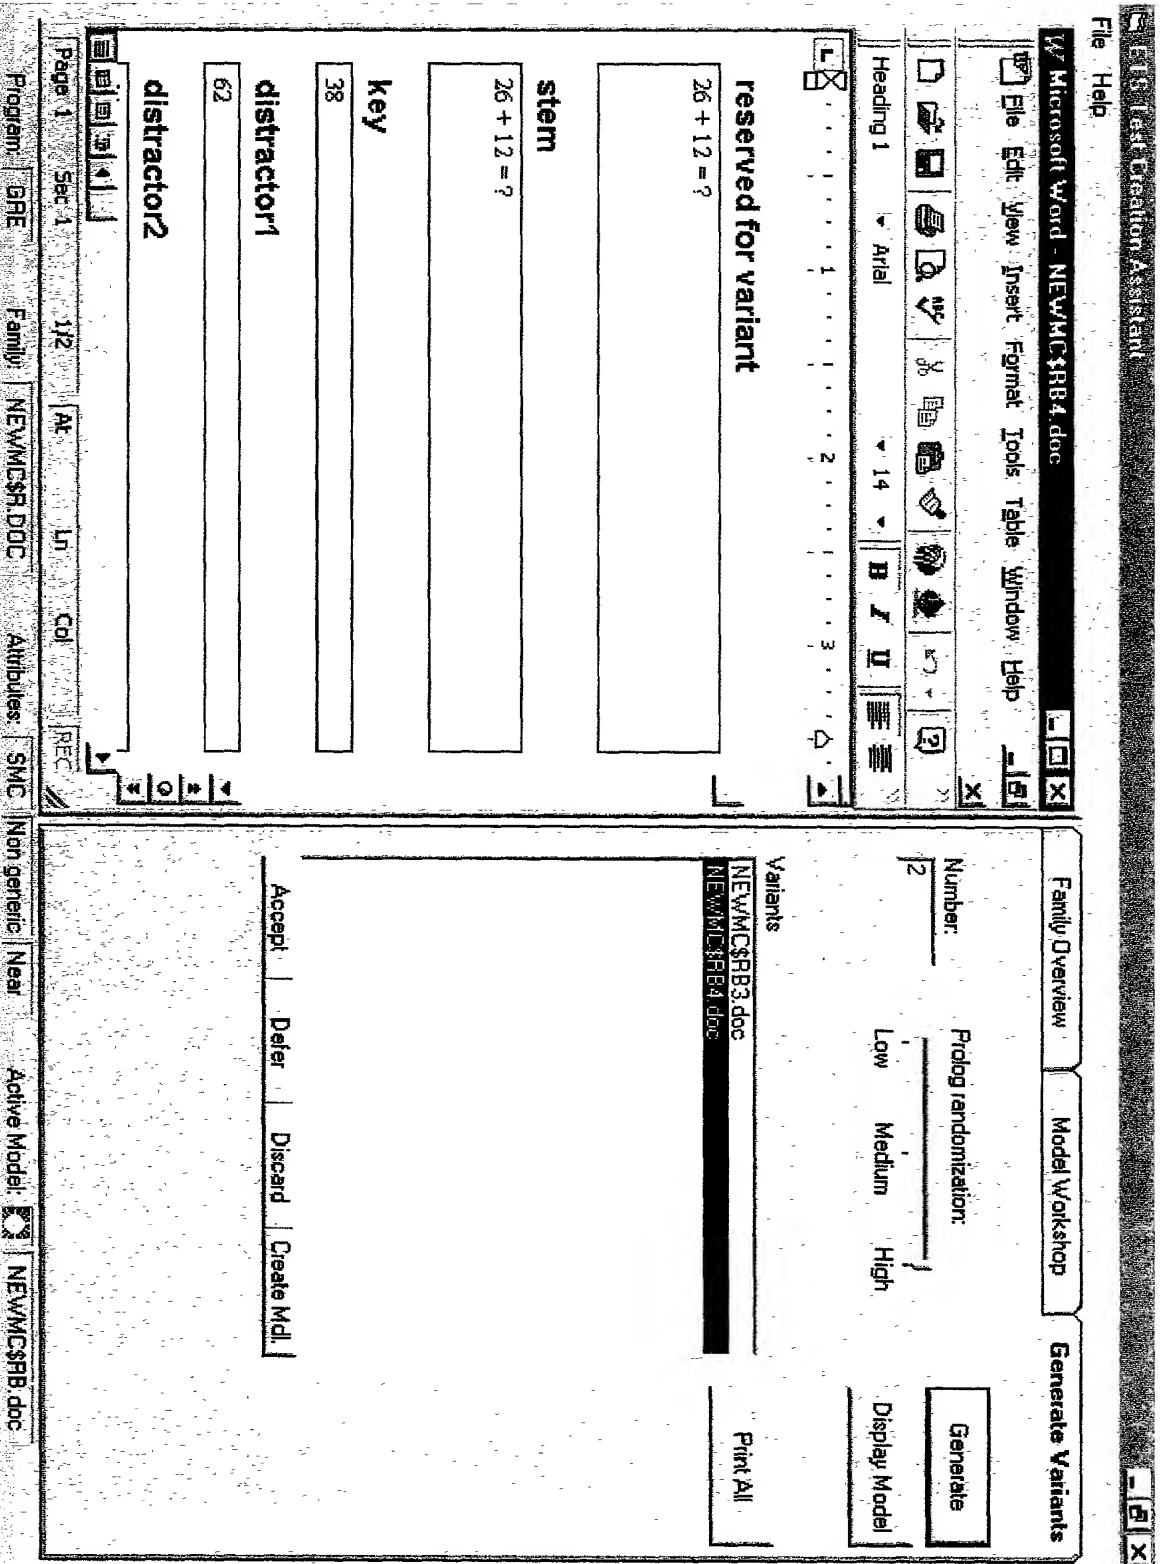 ETS Test Creation Assistant
File Help
Microsoft Word - NEWMC$RB4.doc
File Edit View Insert Format Tools Table Window Help
Heading 1 Arial 14 B I U
1 2 3
reserved for variant
26 + 12 = ?
stem
26 + 12 = ?
key
38
distractor1
62
distractor2
Page 1 Sec 1 1/2 At Ln Col REC
Family Overview Model Workshop Generate Variants
Number: Prolog randomization:
2
Low Medium High
Generate
Display Model
Variants
NEWMC$RB3.doc
NEWMC$RB4.doc
Print All
Accept Defer Discard Create Mdl.
Program: GRE Family: NEWMC$R.DOC Attributes: SMC Non generic Near Active Model: NEWMC$RB.doc